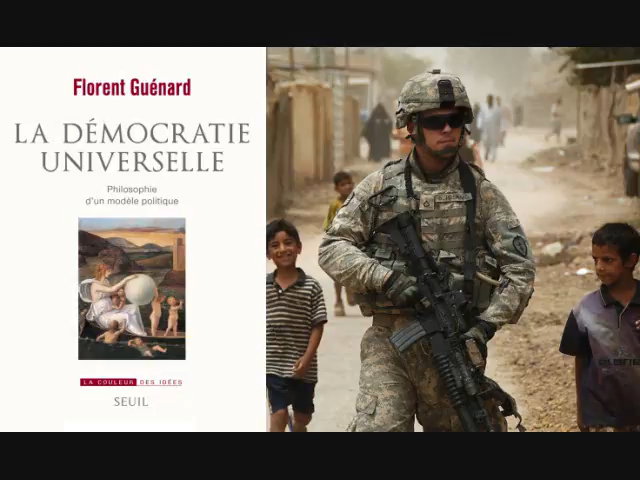 Florent Guénard
LA DÉMOCRATIE
UNIVERSELLE
Philosophie
d'un modèle politique
LA COULEUR DES IDÉES
SEUIL